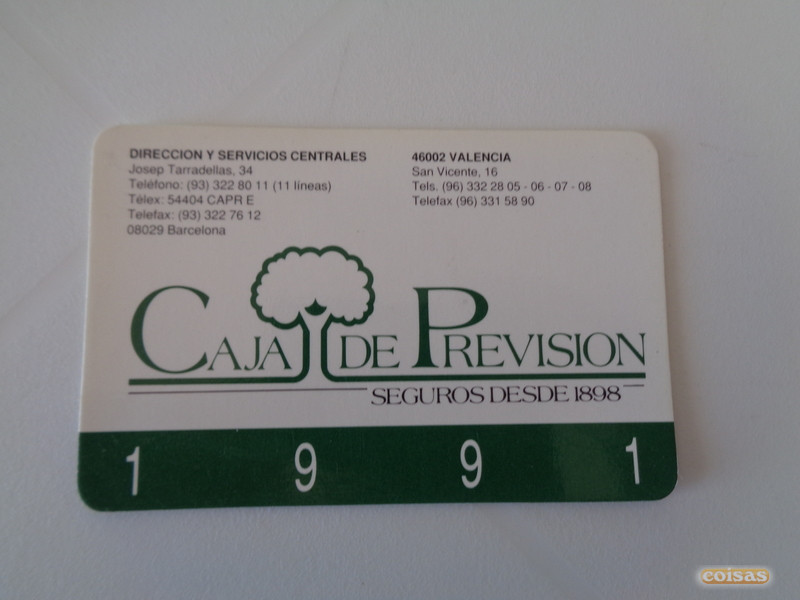 DIRECCION Y SERVICIOS CENTRALES
Josep Tarradellas, 34
Teléfono: (93) 322 80 11 (11 líneas)
Télex: 54404 CAPR E
Telefax: (93) 322 76 12
08029 Barcelona
46002 VALENCIA
San Vicente, 16
Tels. (96) 332 28 05 - 06 - 07 - 08
Telefax (96) 331 58 90
CAJA DE PREVISION
SEGUROS DESDE 1898
1 9 9 1
coisas